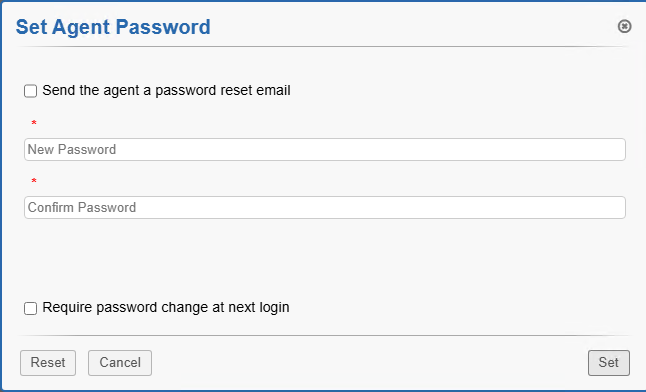 Set Agent Password
Send the agent a password reset email
*
New Password
*
Confirm Password
Require password change at next login
Reset Cancel Set